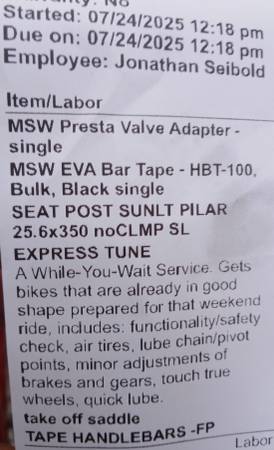 No
Started: 07/24/2025 12:18 pm
Due on: 07/24/2025 12:18 pm
Employee: Jonathan Seibold
Item/Labor
MSW Presta Valve Adapter -
single
MSW EVA Bar Tape - HBT-100,
Bulk, Black single
SEAT POST SUNLT PILAR
25.6x350 noCLMP SL
EXPRESS TUNE
A While-You-Wait Service. Gets
bikes that are already in good
shape prepared for that weekend
ride, includes: functionality/safety
check, air tires, lube chain/pivot
points, minor adjustments of
brakes and gears, touch true
wheels, quick lube.
take off saddle
TAPE HANDLEBARS -FP
Labor